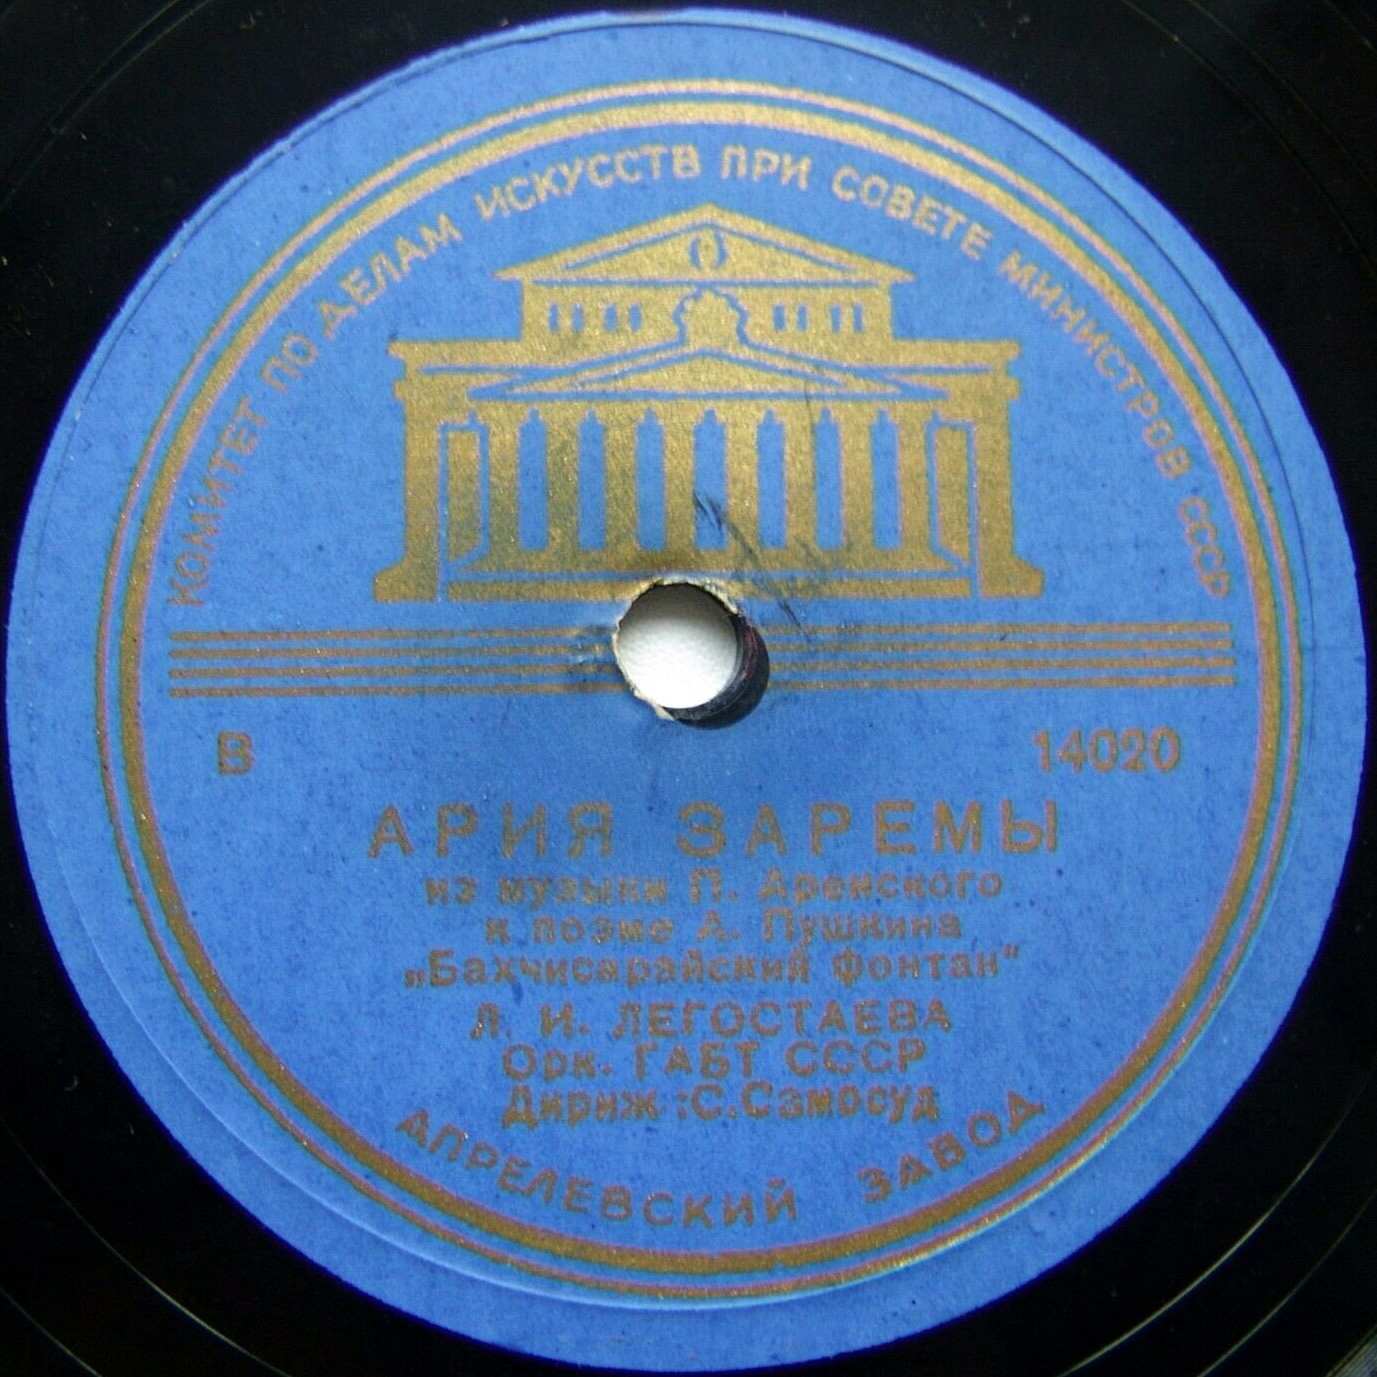 КОМИТЕТ ПО ДЕЛАМ ИСКУССТВ ПРИ СОВЕТЕ МИНИСТРОВ СССР
В 14020
АРИЯ ЗАРЕМЫ
из музыки П. Аренского
к поэме А. Пушкина
„Бахчисарайский фонтан“
Л. И. ЛЕГОСТАЕВА
Орк. ГАБТ СССР
Дириж :С.Самосуд
АПРЕЛЕВСКИЙ ЗАВОД